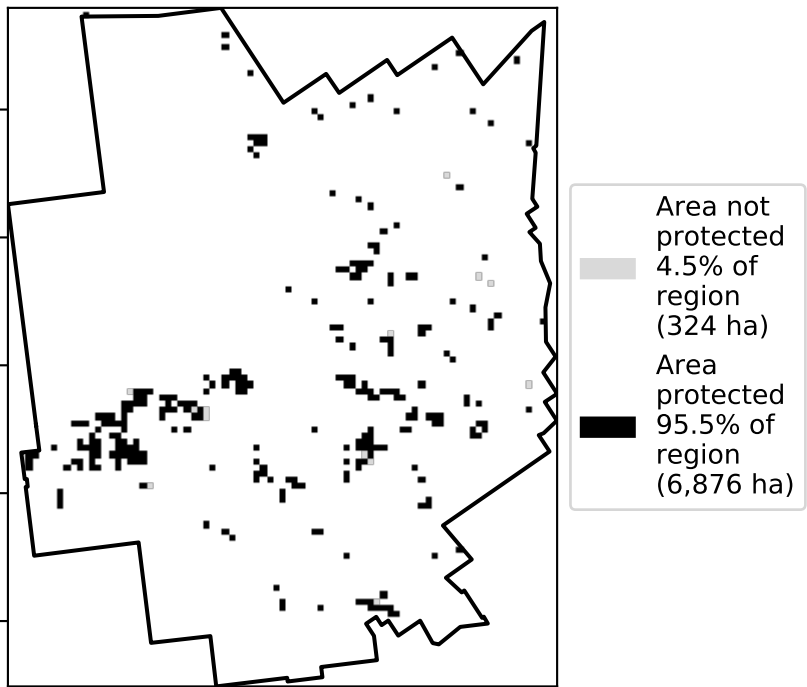 Area not
protected
4.5% of
region
(324 ha)
Area
protected
95.5% of
region
(6,876 ha)